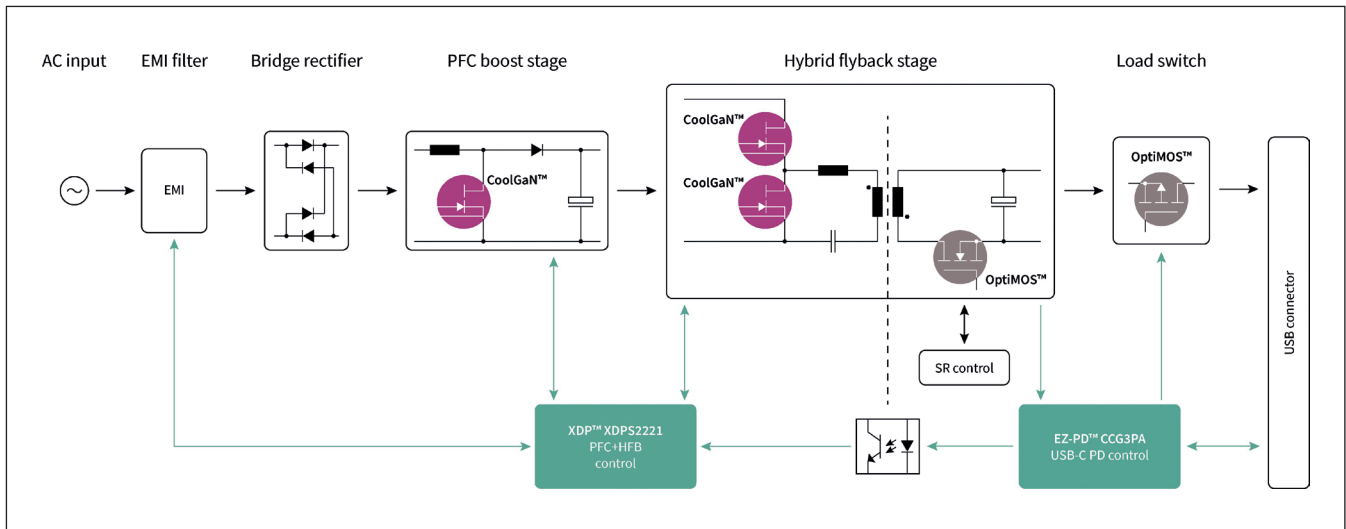 AC input
EMI filter
Bridge rectifier
PFC boost stage
Hybrid flyback stage
Load switch
EMI
CoolGaN™
CoolGaN™
CoolGaN™
OptiMOS™
OptiMOS™
SR control
XDP™ XDPS2221
PFC+HFB
control
EZ-PD™ CCG3PA
USB-C PD control
USB connector